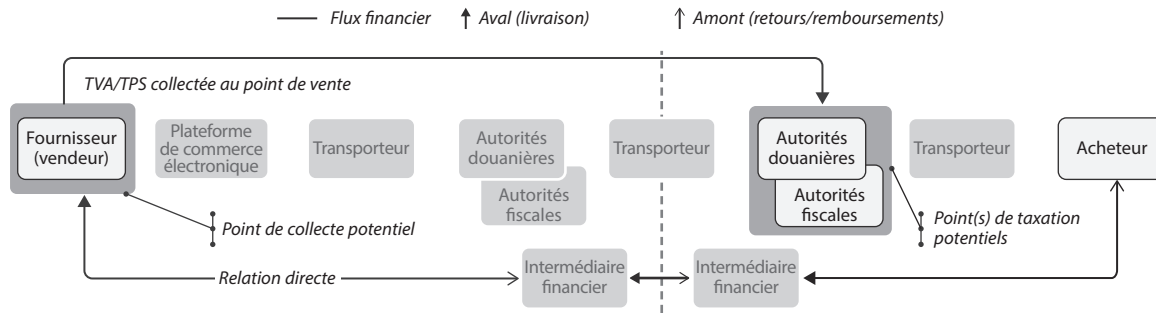 Flux financier
Aval (livraison)
Amont (retours/remboursements)
TVA/TPS collectée au point de vente
Fournisseur
(vendeur)
Plateforme
de commerce
électronique
Transporteur
Autorités
douanières
Autorités
fiscales
Transporteur
Autorités
douanières
Autorités
fiscales
Transporteur
Acheteur
Point de collecte potentiel
Point(s) de taxation
potentiels
Relation directe
Intermédiaire
financier
Intermédiaire
financier